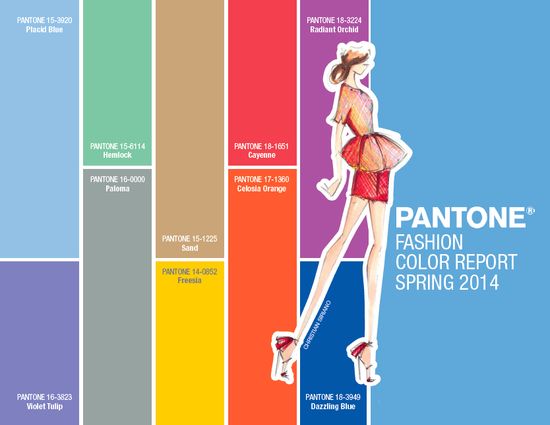 PANTONE 15-3920
Placid Blue
PANTONE 16-3823
Violet Tulip
PANTONE 15-6114
Hemlock
PANTONE 16-0000
Paloma
PANTONE 15-1225
Sand
PANTONE 14-0852
Freesia
PANTONE 18-1651
Cayenne
PANTONE 17-1360
Celosia Orange
PANTONE 18-3224
Radiant Orchid
PANTONE 18-3949
Dazzling Blue
CHRISTIAN SIRIANO
PANTONE®
FASHION
COLOR REPORT
SPRING 2014